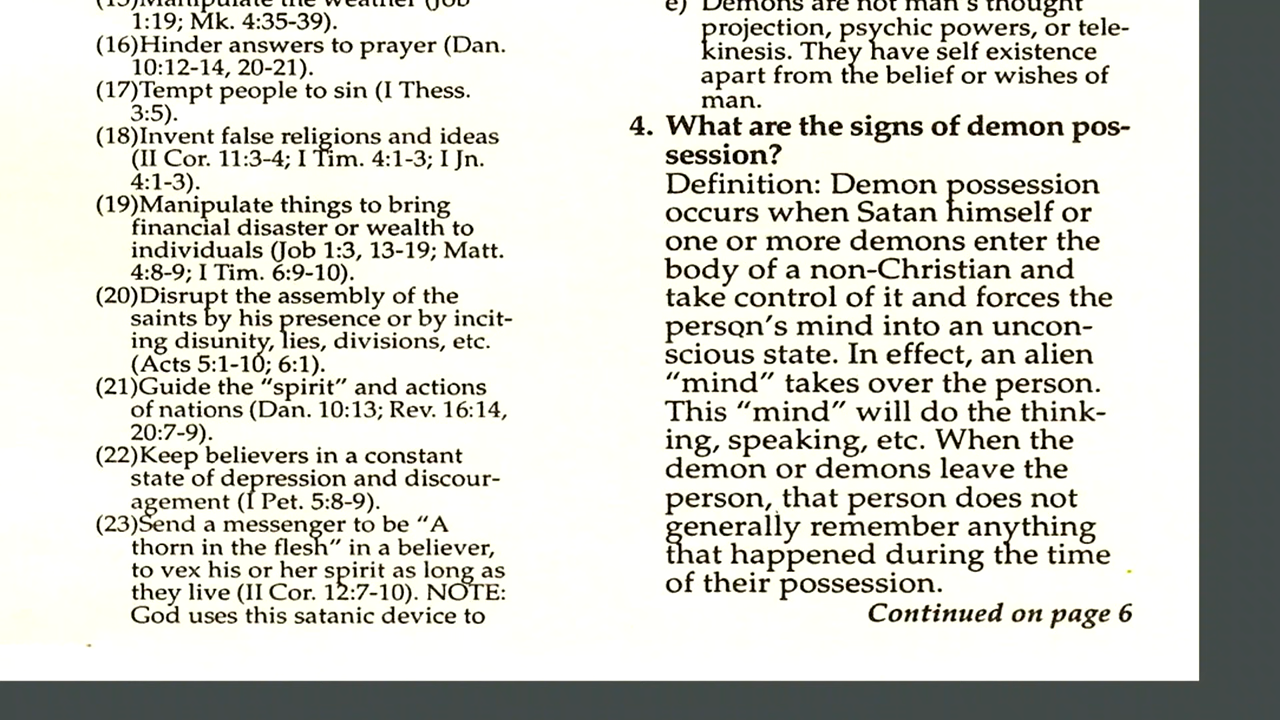 (15)Manipulate the weather (Job
1:19; Mk. 4:35-39).
(16)Hinder answers to prayer (Dan.
10:12-14, 20-21).
(17)Tempt people to sin (I Thess.
3:5).
(18)Invent false religions and ideas
(II Cor. 11:3-4; I Tim. 4:1-3; I Jn.
4:1-3).
(19)Manipulate things to bring
financial disaster or wealth to
individuals (Job 1:3, 13-19; Matt.
4:8-9; I Tim. 6:9-10).
(20)Disrupt the assembly of the
saints by his presence or by incit-
ing disunity, lies, divisions, etc.
(Acts 5:1-10; 6:1).
(21)Guide the “spirit” and actions
of nations (Dan. 10:13; Rev. 16:14,
20:7-9).
(22)Keep believers in a constant
state of depression and discour-
agement (I Pet. 5:8-9).
(23)Send a messenger to be “A
thorn in the flesh” in a believer,
to vex his or her spirit as long as
they live (II Cor. 12:7-10). NOTE:
God uses this satanic device to
e) Demons are not man's thought
projection, psychic powers, or tele-
kinesis. They have self existence
apart from the belief or wishes of
man.
4. What are the signs of demon pos-
session?
Definition: Demon possession
occurs when Satan himself or
one or more demons enter the
body of a non-Christian and
take control of it and forces the
person's mind into an uncon-
scious state. In effect, an alien
“mind” takes over the person.
This “mind” will do the think-
ing, speaking, etc. When the
demon or demons leave the
person, that person does not
generally remember anything
that happened during the time
of their possession.
Continued on page 6